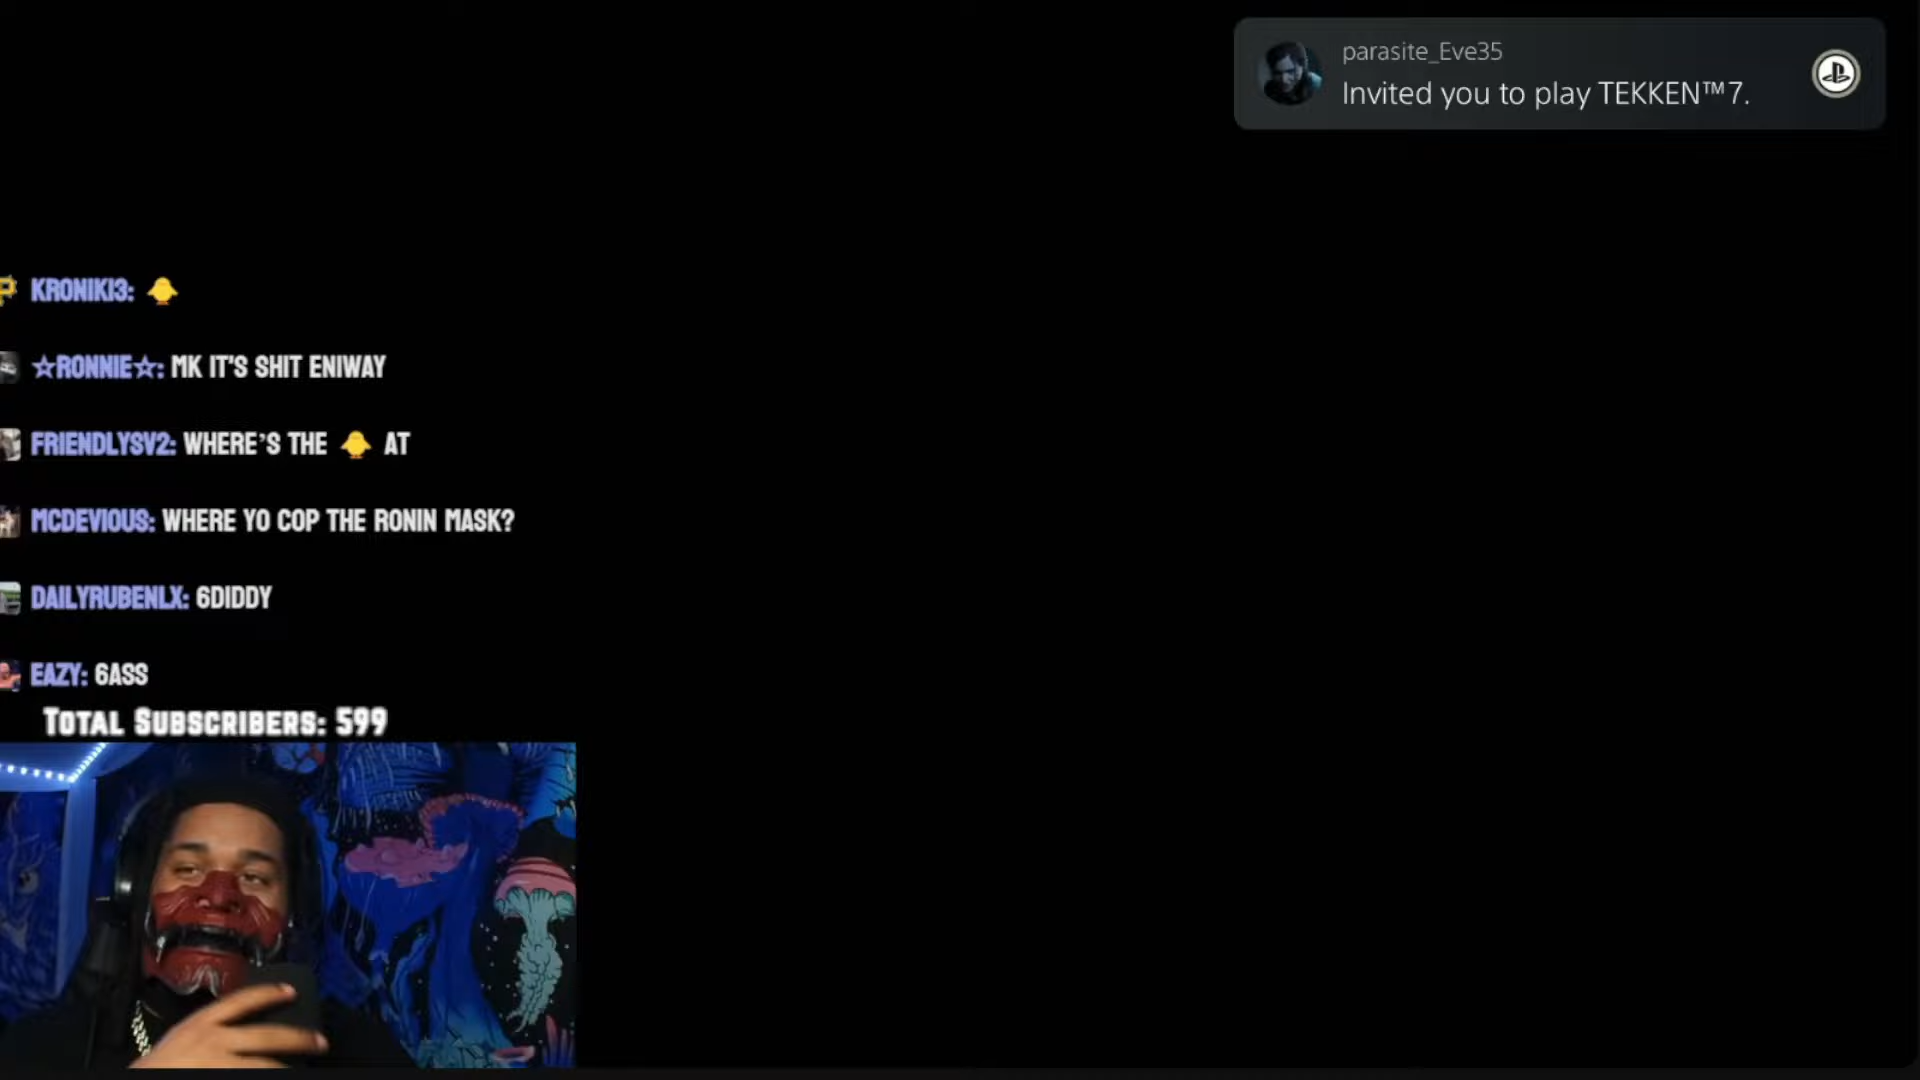 parasite_Eve35
Invited you to play TEKKEN™7.
KRONIK13: 🐥
☆RONNIE☆: MK IT'S SHIT ENIWAY
FRIENDLYSV2: WHERE'S THE 🐥 AT
MCDEVIOUS: WHERE YO COP THE RONIN MASK?
DAILYRUBENLX: 6DIDDY
EAZY: 6ASS
TOTAL SUBSCRIBERS: 599